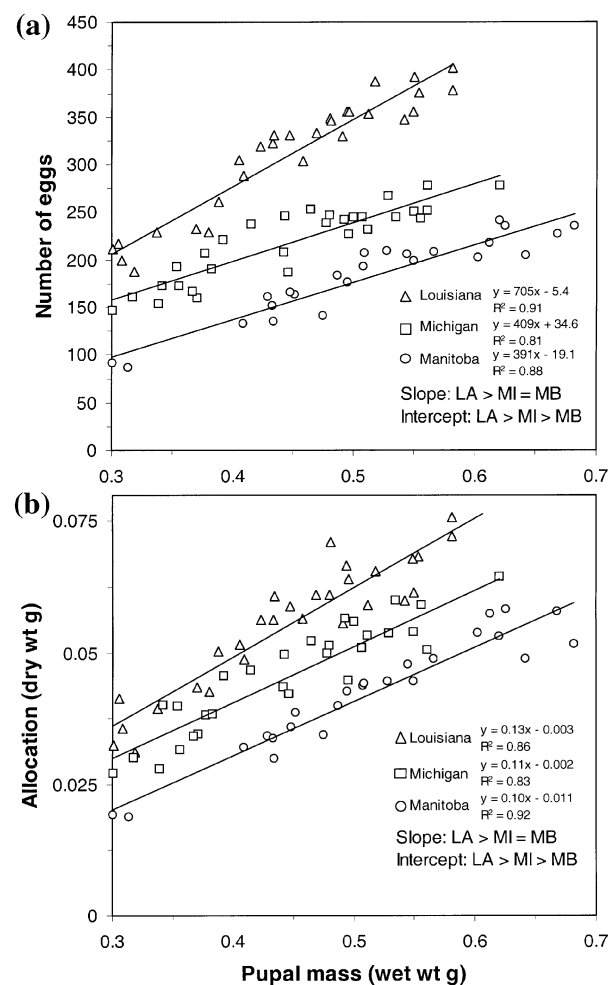 (a)
450
400
350
300
250
200
150
100
50
0
Number of eggs
Louisiana y = 705x - 5.4
R² = 0.91
Michigan y = 409x + 34.6
R² = 0.81
Manitoba y = 391x - 19.1
R² = 0.88
Slope: LA > MI = MB
Intercept: LA > MI > MB
0.3 0.4 0.5 0.6 0.7
(b)
0.075
0.05
0.025
0
Allocation (dry wt g)
Louisiana y = 0.13x - 0.003
R² = 0.86
Michigan y = 0.11x - 0.002
R² = 0.83
Manitoba y = 0.10x - 0.011
R² = 0.92
Slope: LA > MI = MB
Intercept: LA > MI > MB
0.3 0.4 0.5 0.6 0.7
Pupal mass (wet wt g)